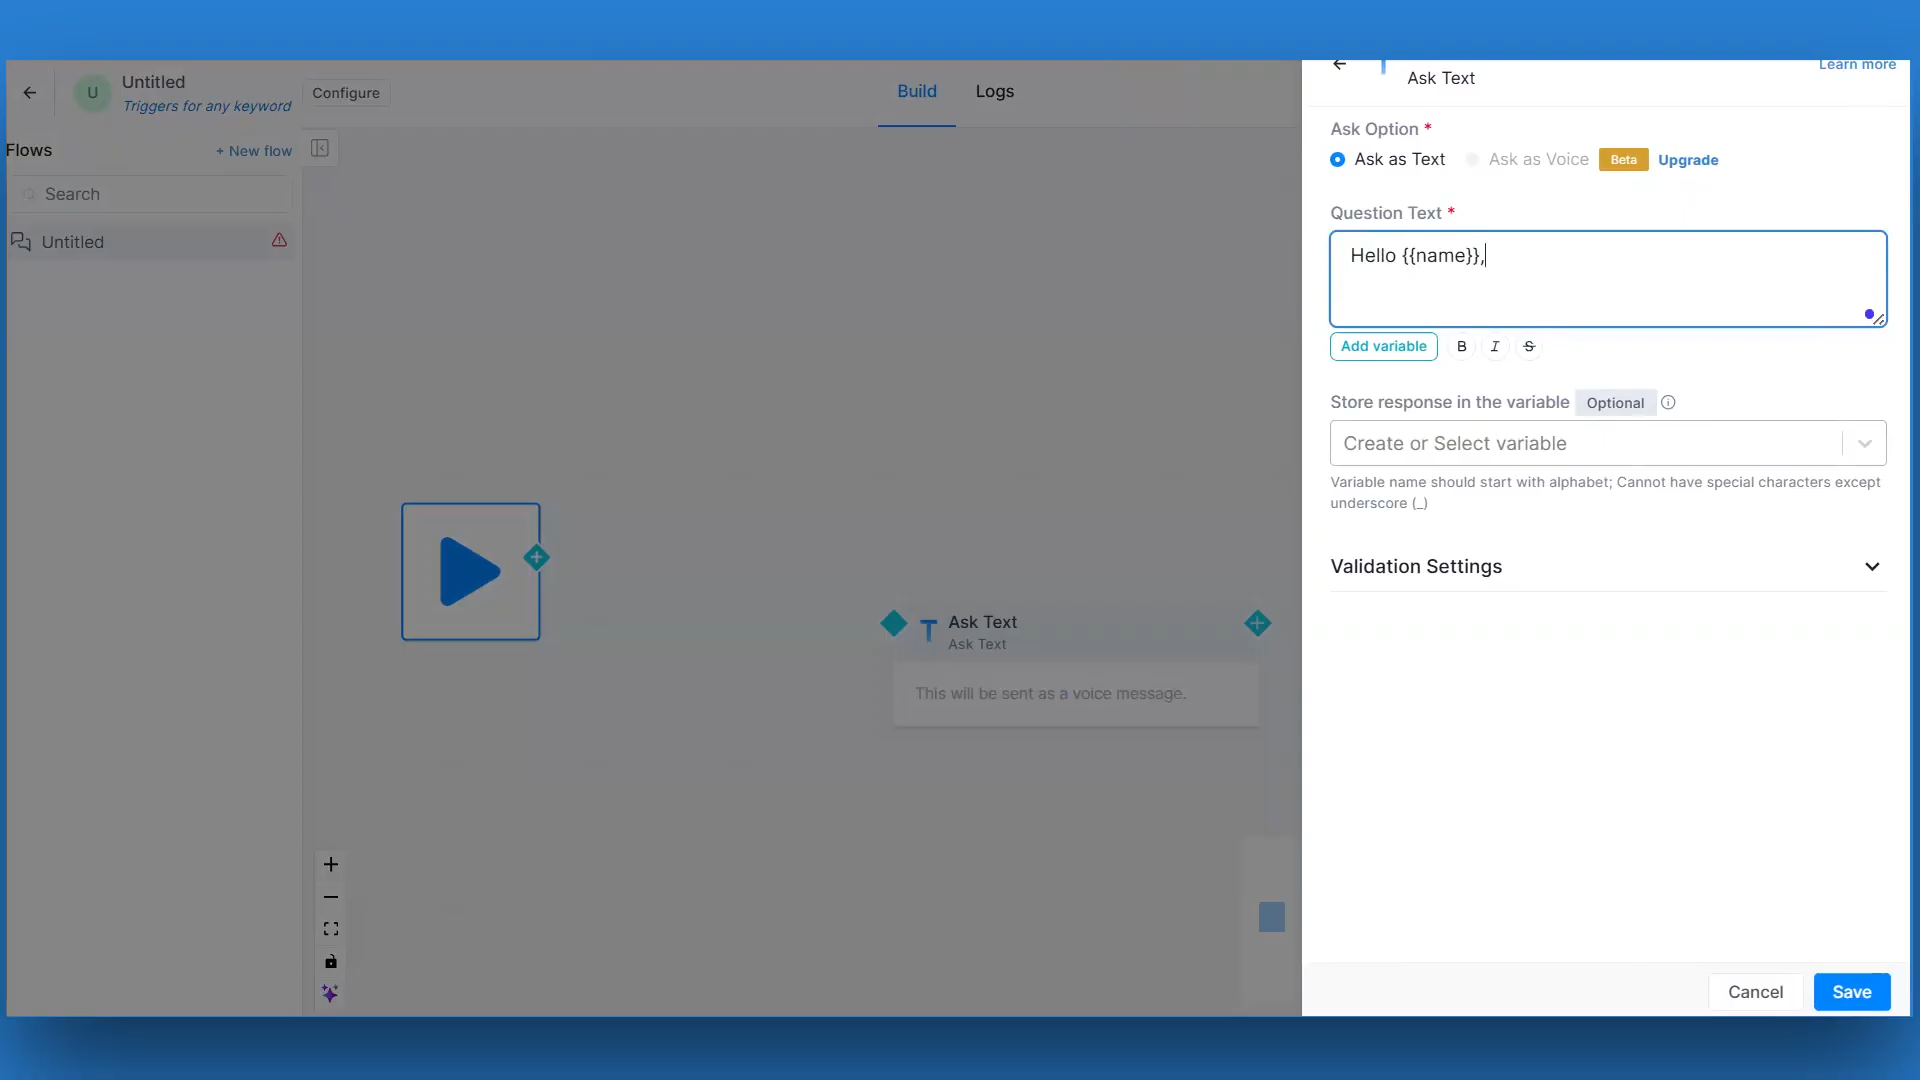 U
Untitled
Triggers for any keyword
Configure
Build
Logs
Flows
+ New flow
Search
Untitled
Ask Text
Ask Text
This will be sent as a voice message.
Ask Text
Learn more
Ask Option *
Ask as Text
Ask as Voice
Beta
Upgrade
Question Text *
Hello {{name}},
Add variable
B
I
S
Store response in the variable
Optional
Create or Select variable
Variable name should start with alphabet; Cannot have special characters except
underscore (_)
Validation Settings
Cancel
Save